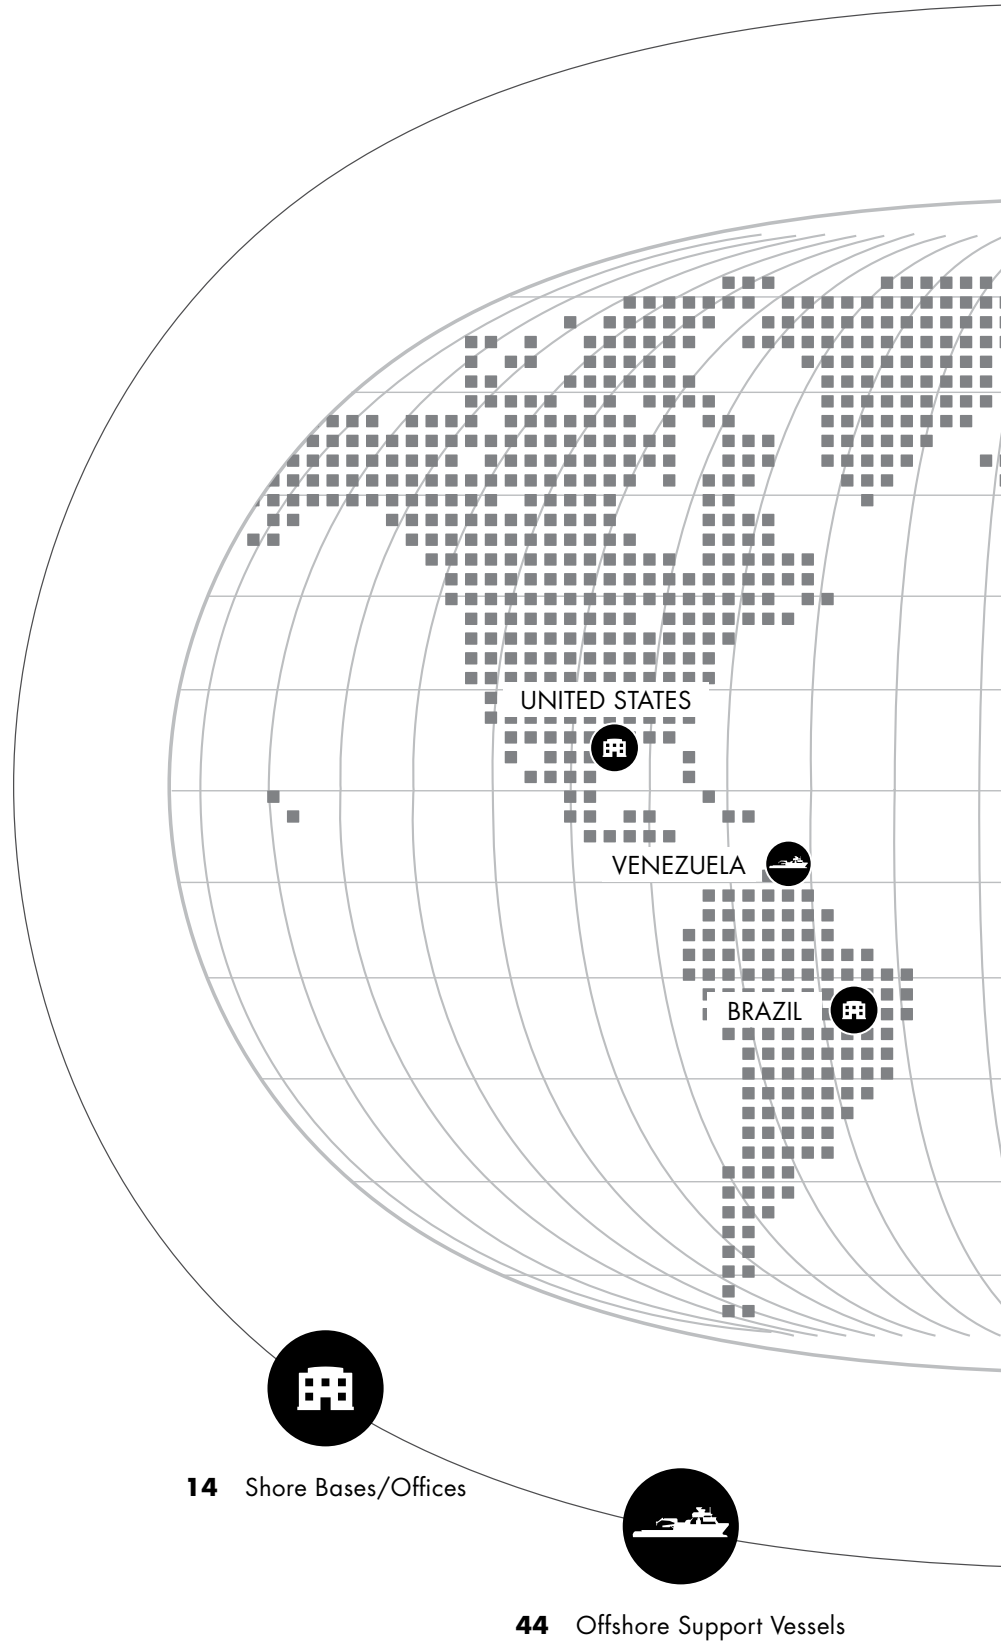 UNITED STATES
VENEZUELA
BRAZIL
14 Shore Bases/Offices
44 Offshore Support Vessels